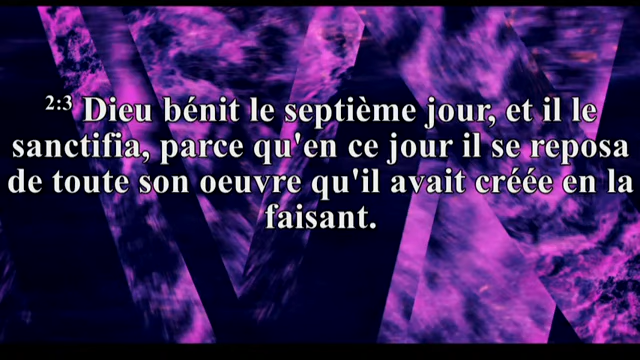 2:3 Dieu bénit le septième jour, et il le
sanctifia, parce qu'en ce jour il se reposa
de toute son oeuvre qu'il avait créée en la
faisant.